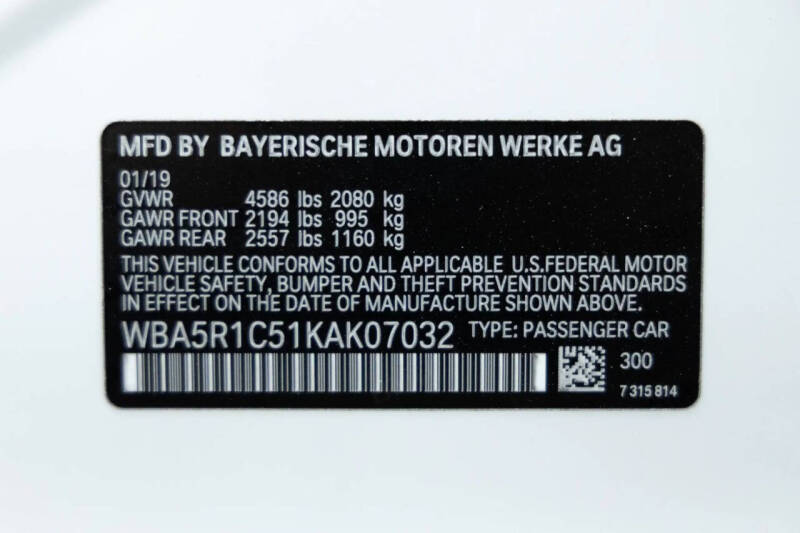 MFD BY BAYERISCHE MOTOREN WERKE AG
01/19
GVWR 4586 lbs 2080 kg
GAWR FRONT 2194 lbs 995 kg
GAWR REAR 2557 lbs 1160 kg
THIS VEHICLE CONFORMS TO ALL APPLICABLE U.S.FEDERAL MOTOR
VEHICLE SAFETY, BUMPER AND THEFT PREVENTION STANDARDS
IN EFFECT ON THE DATE OF MANUFACTURE SHOWN ABOVE.
WBA5R1C51KAK07032 TYPE: PASSENGER CAR
300
7 315 814